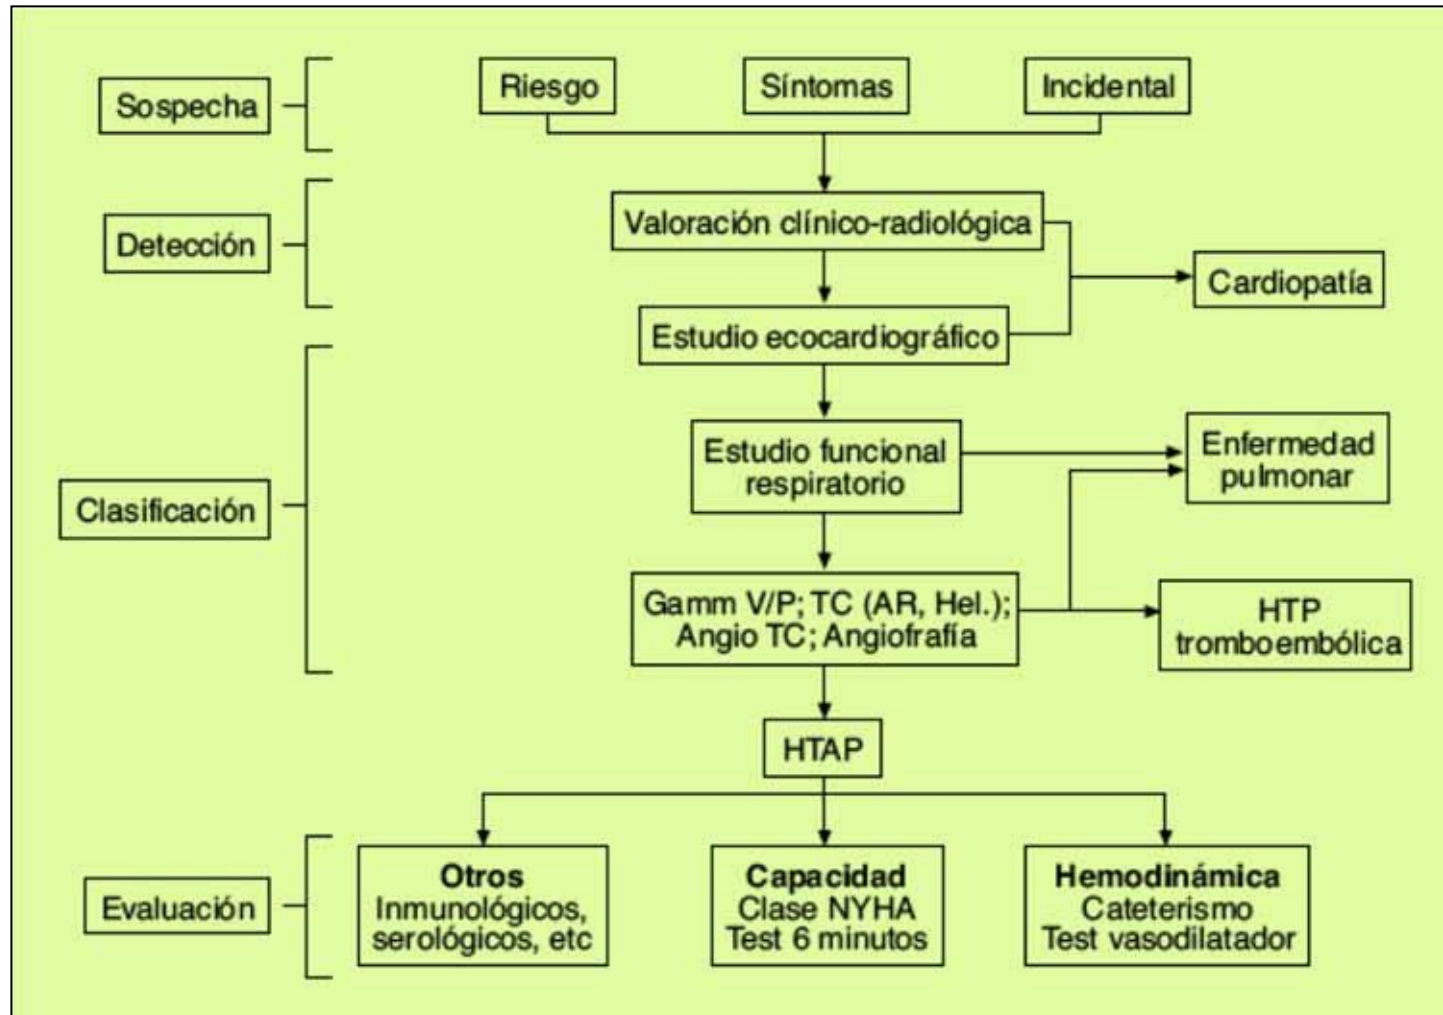 Sospecha
Riesgo
Síntomas
Incidental
Detección
Valoración clínico-radiológica
Cardiopatía
Estudio ecocardiográfico
Clasificación
Estudio funcional
respiratorio
Enfermedad
pulmonar
Gamm V/P; TC (AR, Hel.);
Angio TC; Angiofrafía
HTP
tromboembólica
HTAP
Evaluación
Otros
Inmunológicos,
serológicos, etc
Capacidad
Clase NYHA
Test 6 minutos
Hemodinámica
Cateterismo
Test vasodilatador